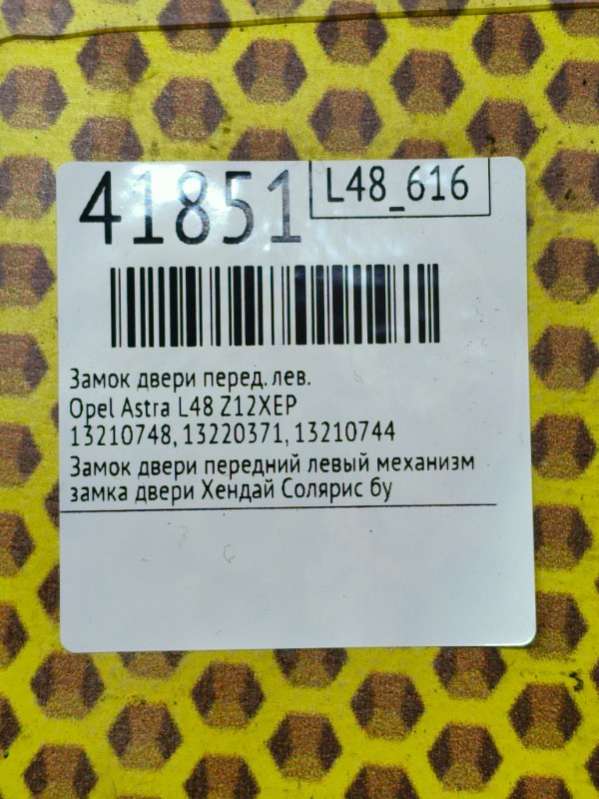 41851
L48_616
Замок двери перед. лев.
Opel Astra L48 Z12XEP
13210748, 13220371, 13210744
Замок двери передний левый механизм
замка двери Хендай Солярис бу